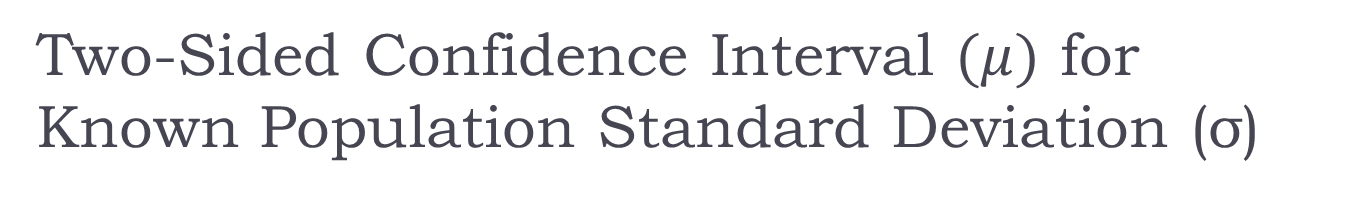 Two-Sided Confidence Interval (μ) for
Known Population Standard Deviation (σ)